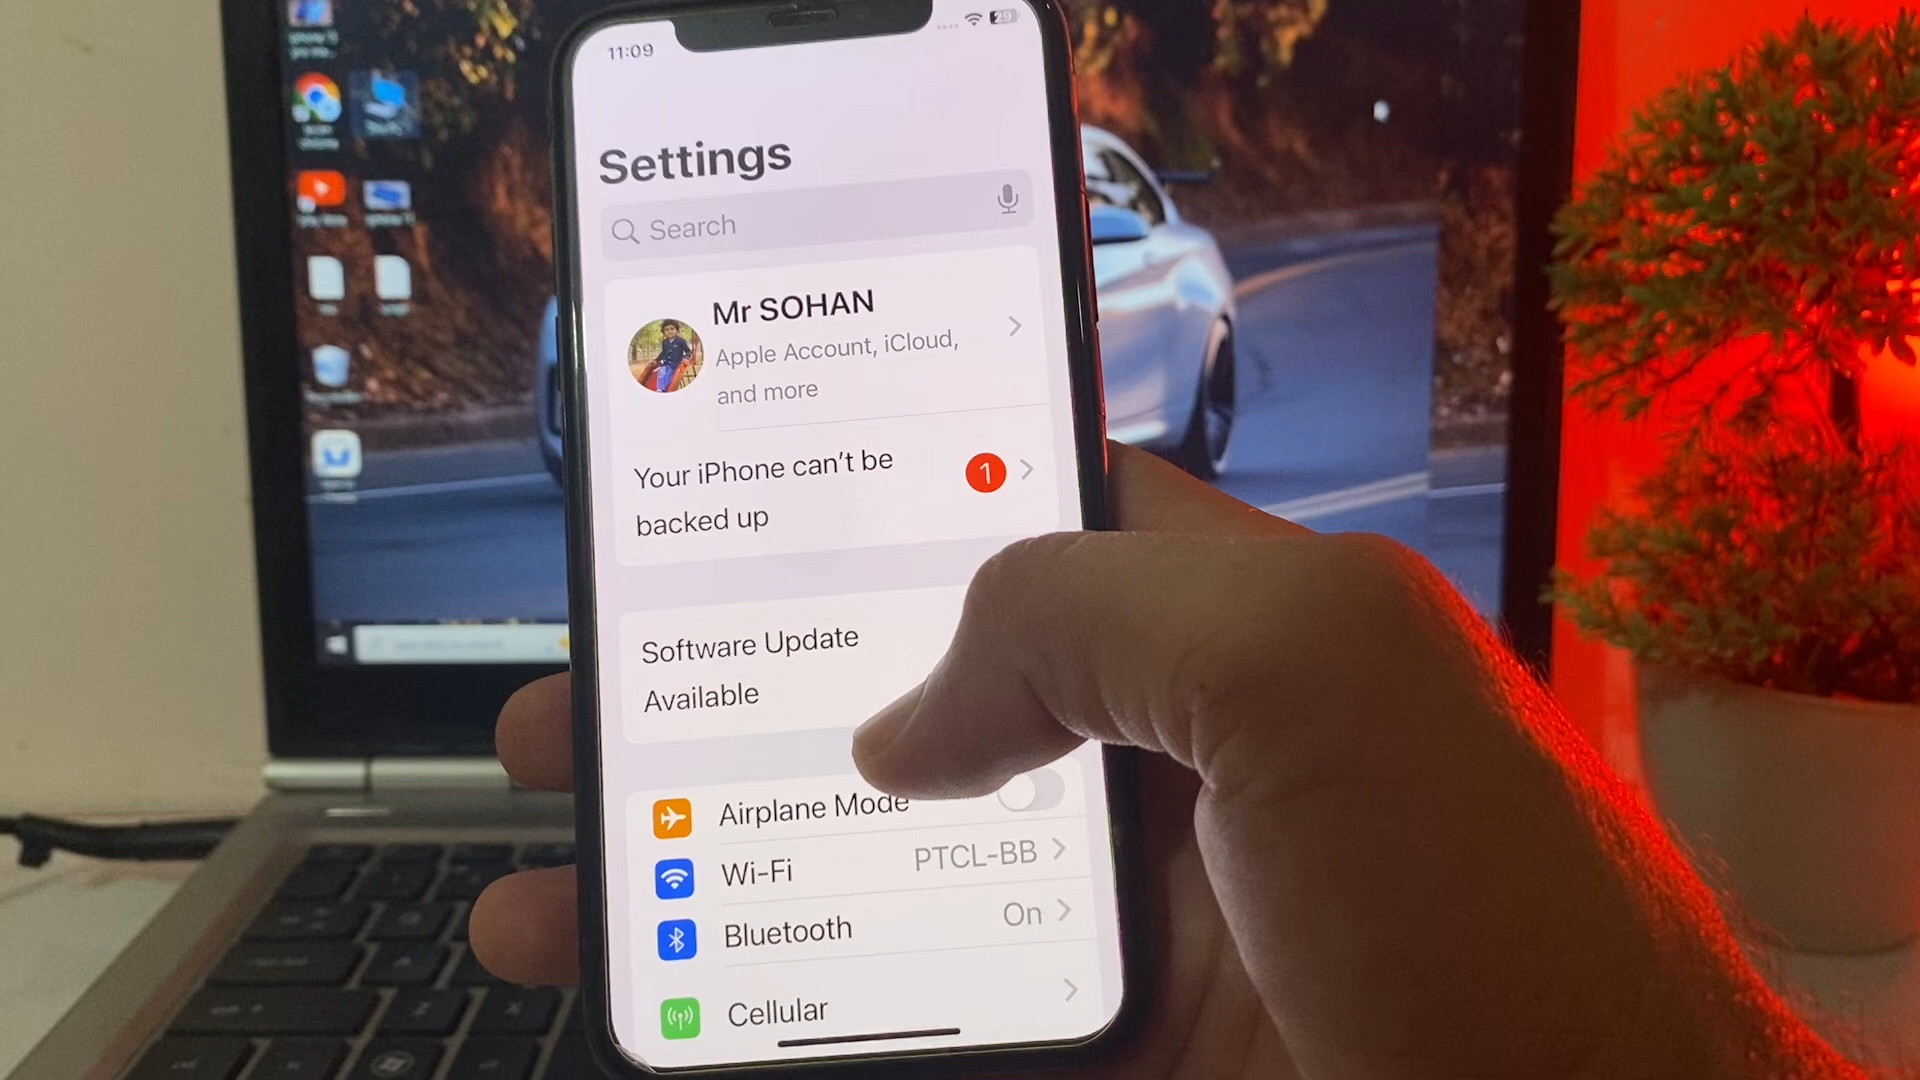 11:09
29
Settings
Search
Mr SOHAN
Apple Account, iCloud,
and more
Your iPhone can't be
backed up
1
Software Update
Available
Airplane Mode
Wi-Fi
PTCL-BB
Bluetooth
On
Cellular